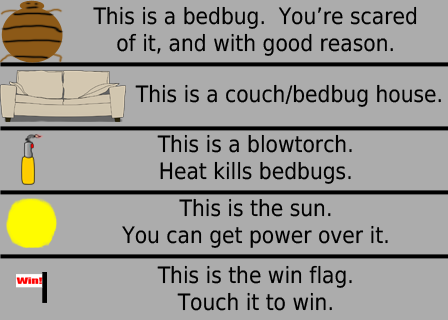 This is a bedbug.  You're scared
of it, and with good reason.
This is a couch/bedbug house.
This is a blowtorch.
Heat kills bedbugs.
This is the sun.
You can get power over it.
Win!
This is the win flag.
Touch it to win.